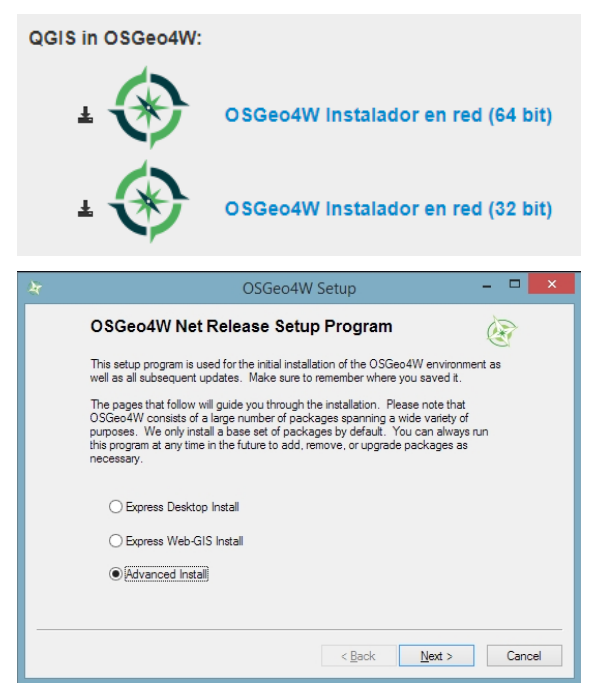 QGIS in OSGeo4W:
OSGeo4W Instalador en red (64 bit)
OSGeo4W Instalador en red (32 bit)
OSGeo4W Setup
OSGeo4W Net Release Setup Program
This setup program is used for the initial installation of the OSGeo4W environment as
well as all subsequent updates. Make sure to remember where you saved it.
The pages that follow will guide you through the installation. Please note that
OSGeo4W consists of a large number of packages spanning a wide variety of
purposes. We only install a base set of packages by default. You can always run
this program at any time in the future to add, remove, or upgrade packages as
necessary.
Express Desktop Install
Express Web-GIS Install
Advanced Install
< Back Next > Cancel